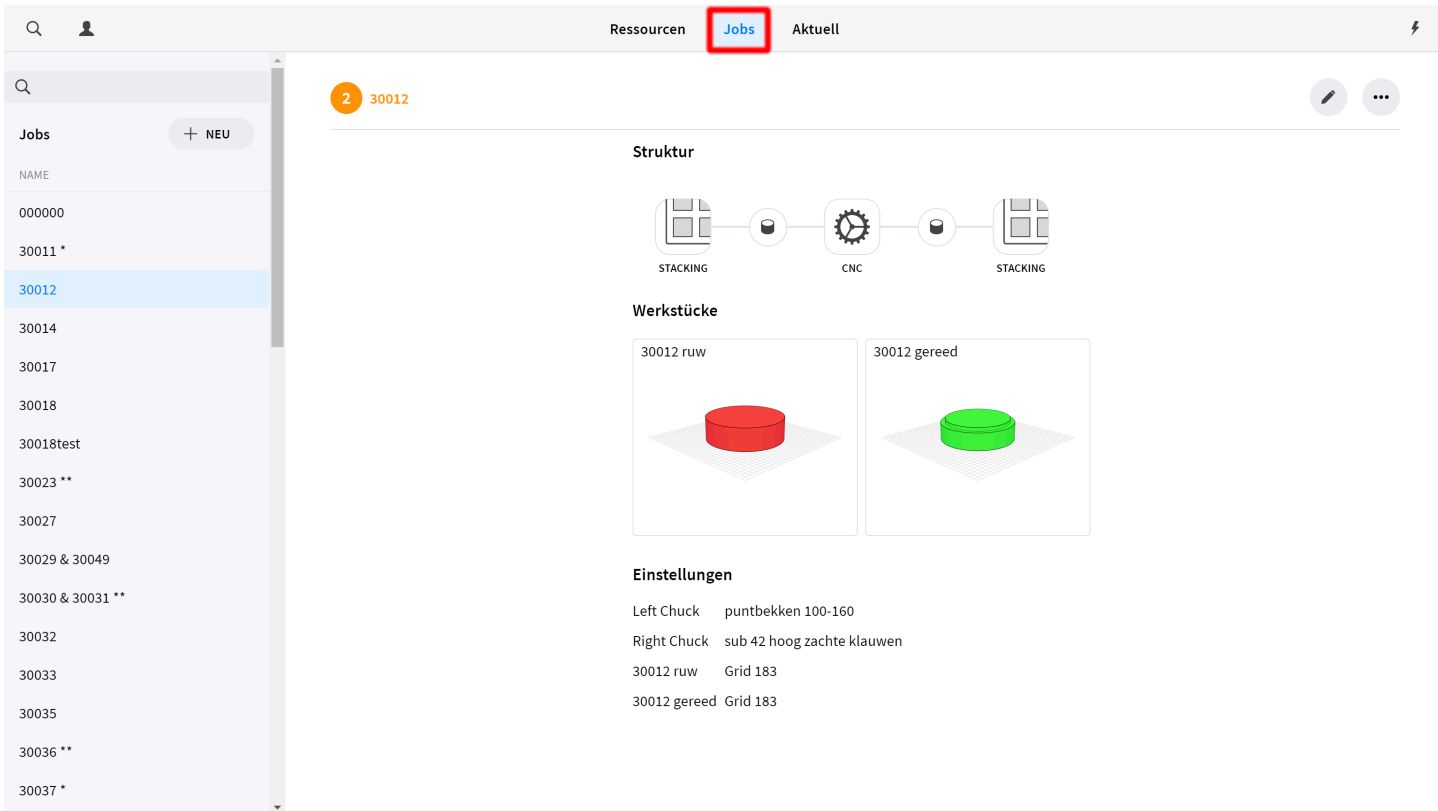 Ressourcen Jobs Aktuell
Jobs + NEU
NAME
000000
30011 *
30012
30014
30017
30018
30018test
30023 **
30027
30029 & 30049
30030 & 30031 **
30032
30033
30035
30036 **
30037 *
2 30012
Struktur
STACKING CNC STACKING
Werkstücke
30012 ruw 30012 gereed
Einstellungen
Left Chuck puntbekken 100-160
Right Chuck sub 42 hoog zachte klauwen
30012 ruw Grid 183
30012 gereed Grid 183